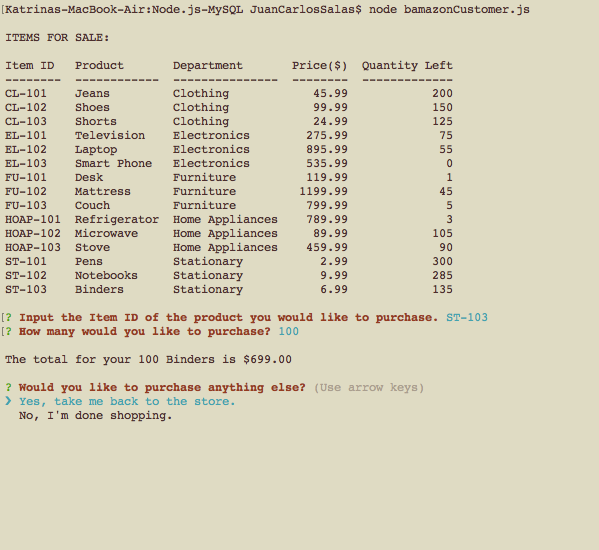 [Katrinas-MacBook-Air:Node.js-MySQL JuanCarlosSalas$ node bamazonCustomer.js
ITEMS FOR SALE:
Item ID  Product       Department       Price($)  Quantity Left
--------  ------------  ---------------  --------  -------------
CL-101    Jeans         Clothing            45.99            200
CL-102    Shoes         Clothing            99.99            150
CL-103    Shorts        Clothing            24.99            125
EL-101    Television    Electronics        275.99             75
EL-102    Laptop        Electronics        895.99             55
EL-103    Smart Phone   Electronics        535.99              0
FU-101    Desk          Furniture          119.99              1
FU-102    Mattress      Furniture         1199.99             45
FU-103    Couch         Furniture          799.99              5
HOAP-101  Refrigerator  Home Appliances    789.99              3
HOAP-102  Microwave     Home Appliances     89.99            105
HOAP-103  Stove         Home Appliances    459.99             90
ST-101    Pens          Stationary           2.99            300
ST-102    Notebooks     Stationary           9.99            285
ST-103    Binders       Stationary           6.99            135
[? Input the Item ID of the product you would like to purchase. ST-103
[? How many would you like to purchase? 100
The total for your 100 Binders is $699.00
? Would you like to purchase anything else? (Use arrow keys)
❯ Yes, take me back to the store.
No, I'm done shopping.